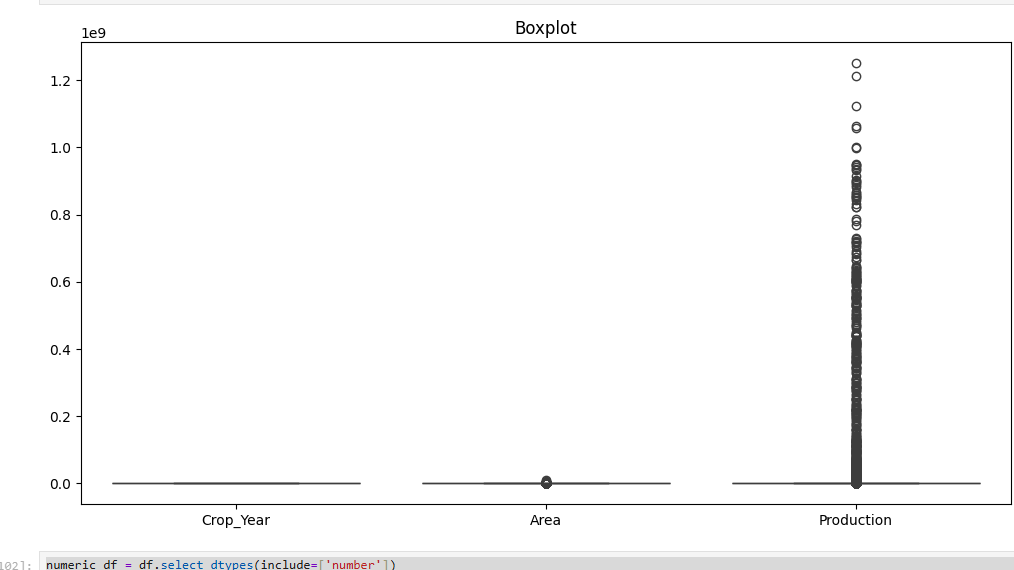 Boxplot
1e9
1.2
1.0
0.8
0.6
0.4
0.2
0.0
Crop_Year Area Production
102]: numeric_df = df.select_dtypes(include=['number'])